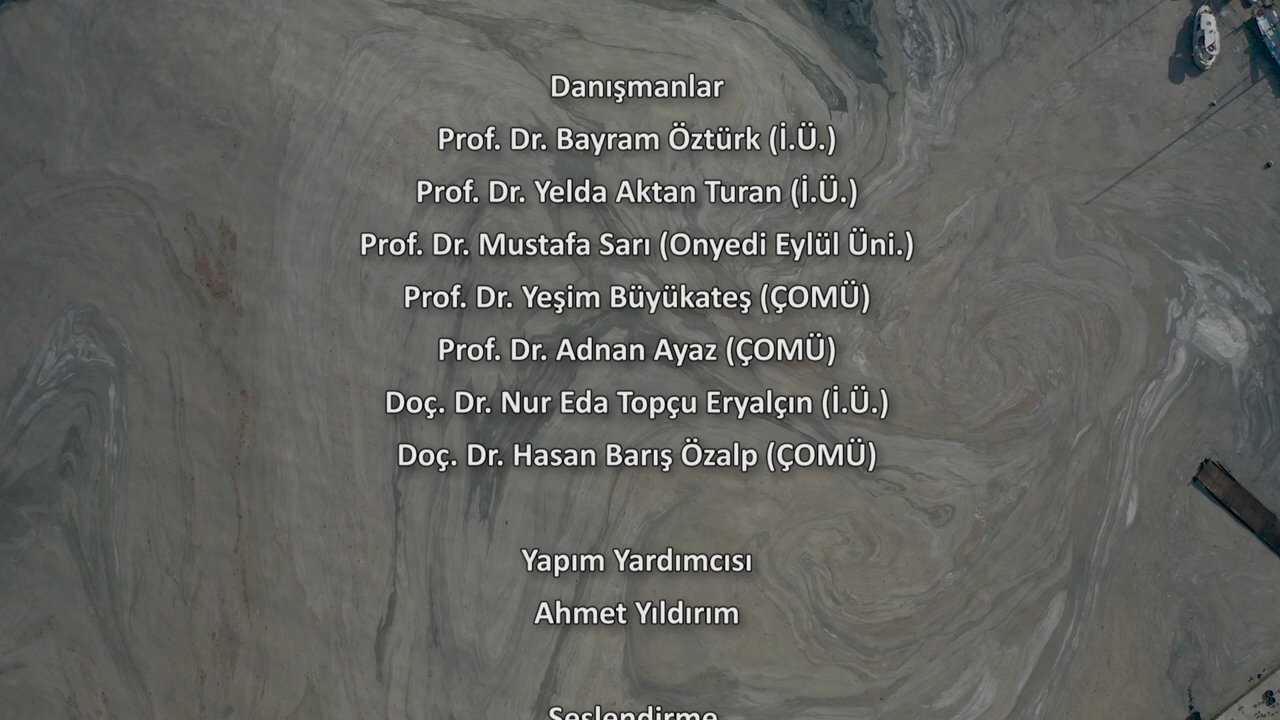 Danışmanlar
Prof. Dr. Bayram Öztürk (İ.Ü.)
Prof. Dr. Yelda Aktan Turan (İ.Ü.)
Prof. Dr. Mustafa Sarı (Onyedi Eylül Üni.)
Prof. Dr. Yeşim Büyükateş (ÇOMÜ)
Prof. Dr. Adnan Ayaz (ÇOMÜ)
Doç. Dr. Nur Eda Topçu Eryalçın (İ.Ü.)
Doç. Dr. Hasan Barış Özalp (ÇOMÜ)
Yapım Yardımcısı
Ahmet Yıldırım
Seslendirme